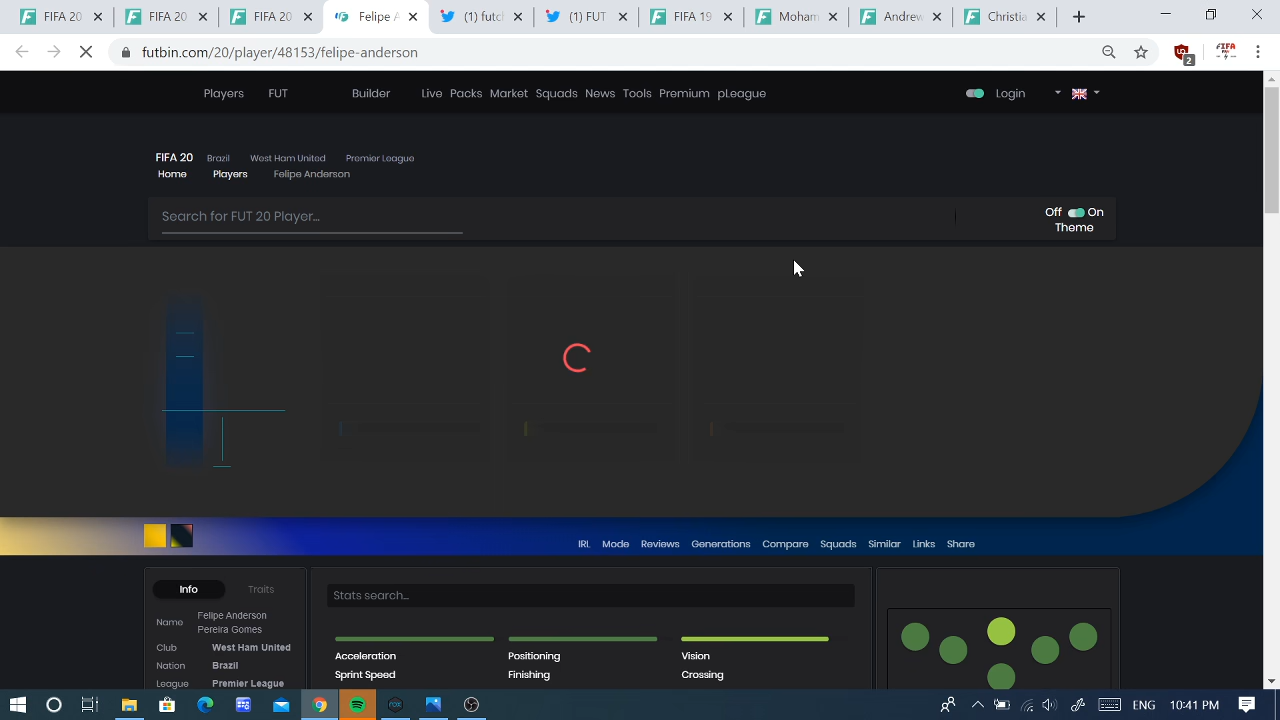 FIFA 20
FIFA 20
FIFA 20
Felipe A
(1) futcl
(1) FUT
FIFA 19
Moham
Andrew
Christia
futbin.com/20/player/48153/felipe-anderson
2
FIFA
Players FUT Builder Live Packs Market Squads News Tools Premium pLeague Login
FIFA 20 Brazil West Ham United Premier League
Home Players Felipe Anderson
Search for FUT 20 Player...
Off On
Theme
IRL Mode Reviews Generations Compare Squads Similar Links Share
Info Traits
Name Felipe Anderson
Pereira Gomes
Club West Ham United
Nation Brazil
League Premier League
Stats search...
Acceleration Positioning Vision
Sprint Speed Finishing Crossing
ENG 10:41 PM